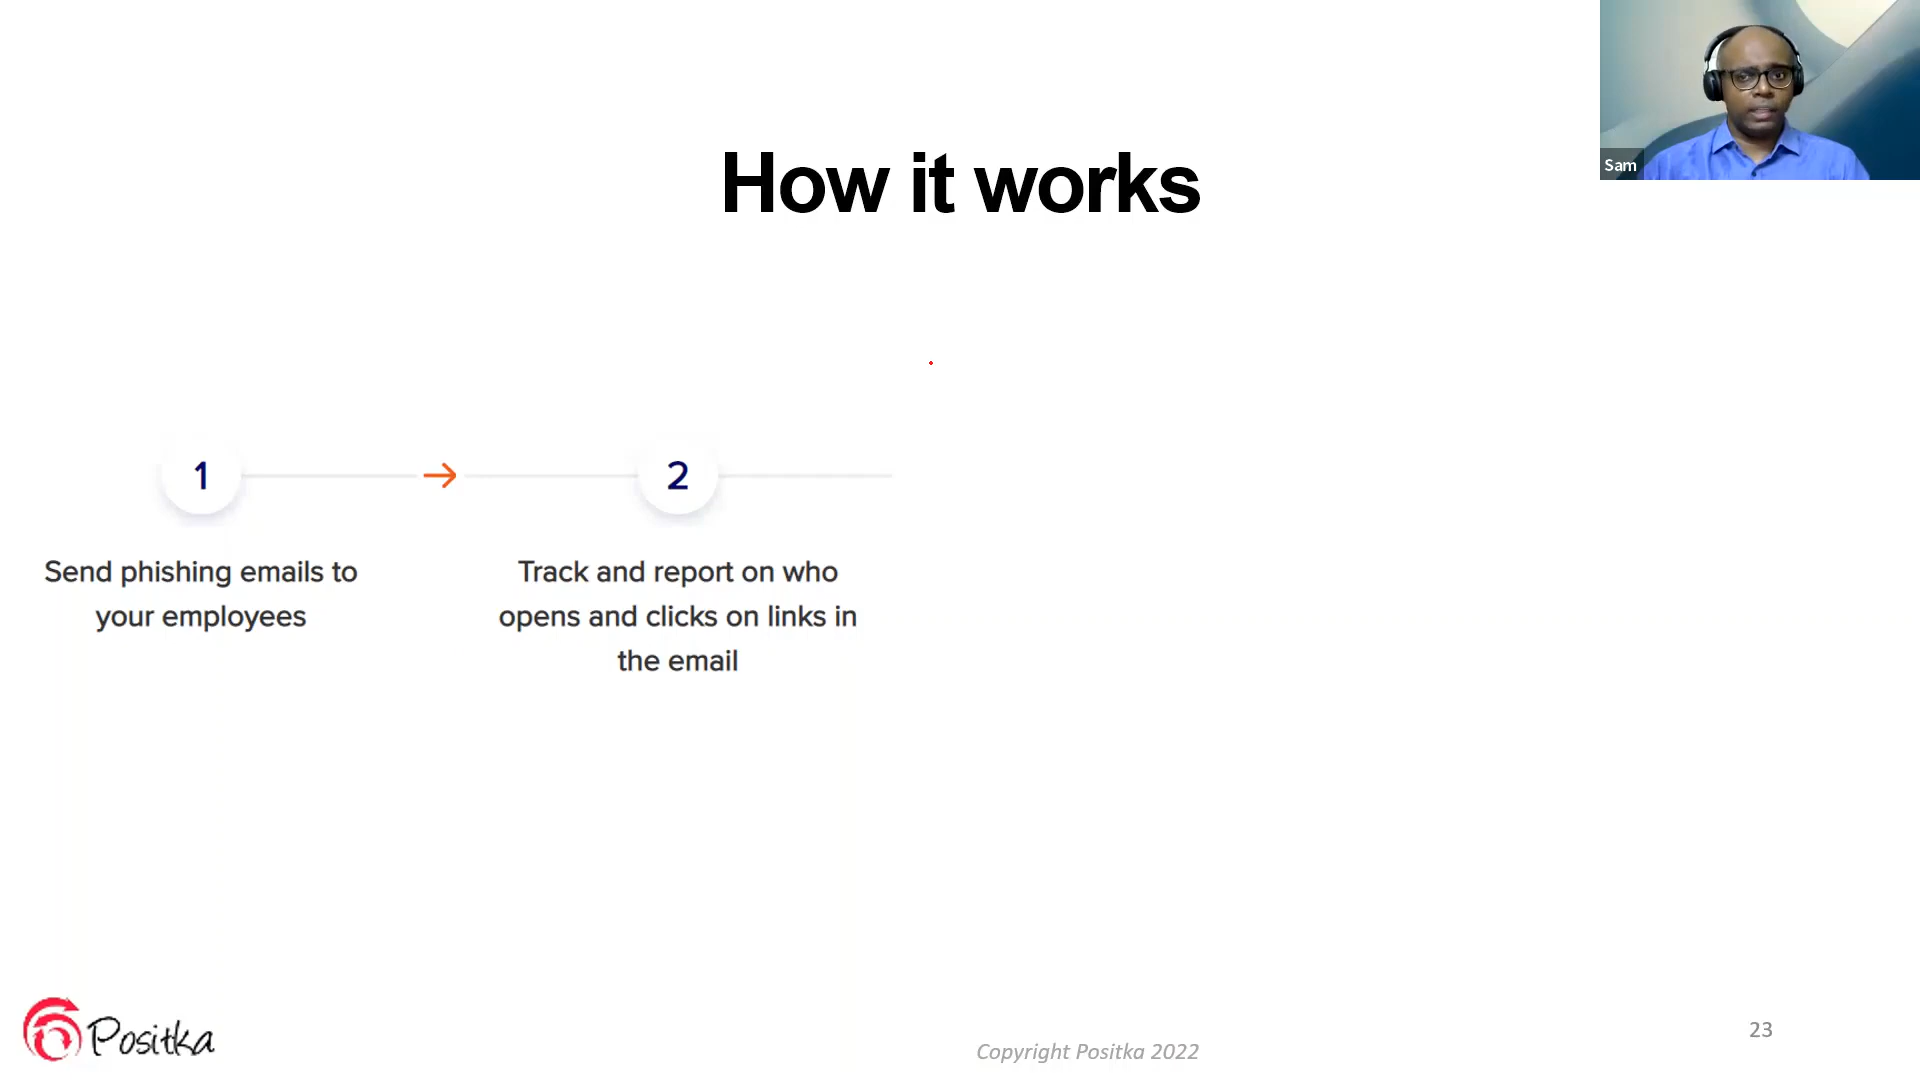 Sam
How it works
1
2
Send phishing emails to
your employees
Track and report on who
opens and clicks on links in
the email
Positka
Copyright Positka 2022
23